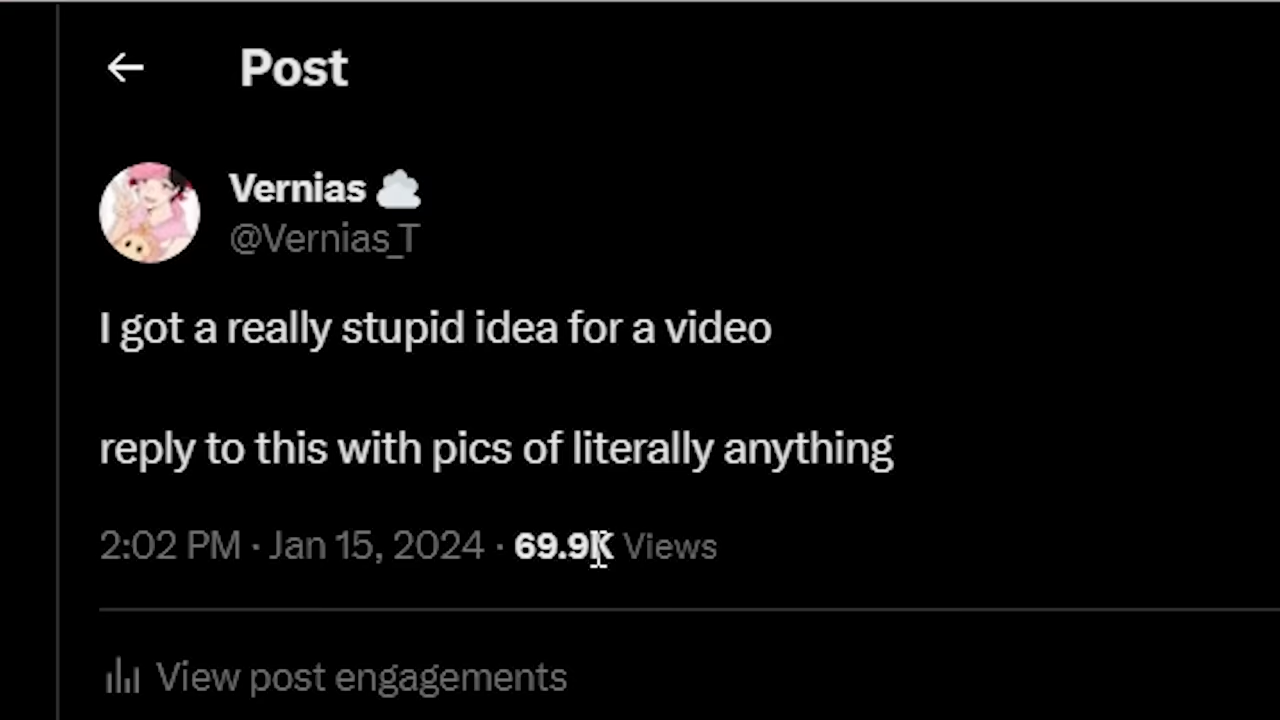 ← Post
Vernias ☁️
@Vernias_T
I got a really stupid idea for a video
reply to this with pics of literally anything
2:02 PM · Jan 15, 2024 · 69.9K Views
View post engagements